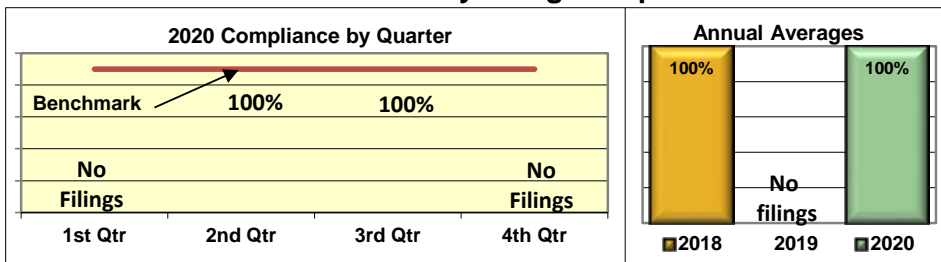 2020 Compliance by Quarter
Benchmark
100%
100%
No
Filings
No
Filings
1st Qtr
2nd Qtr
3rd Qtr
4th Qtr
Annual Averages
100%
100%
No
filings
2018
2019
2020